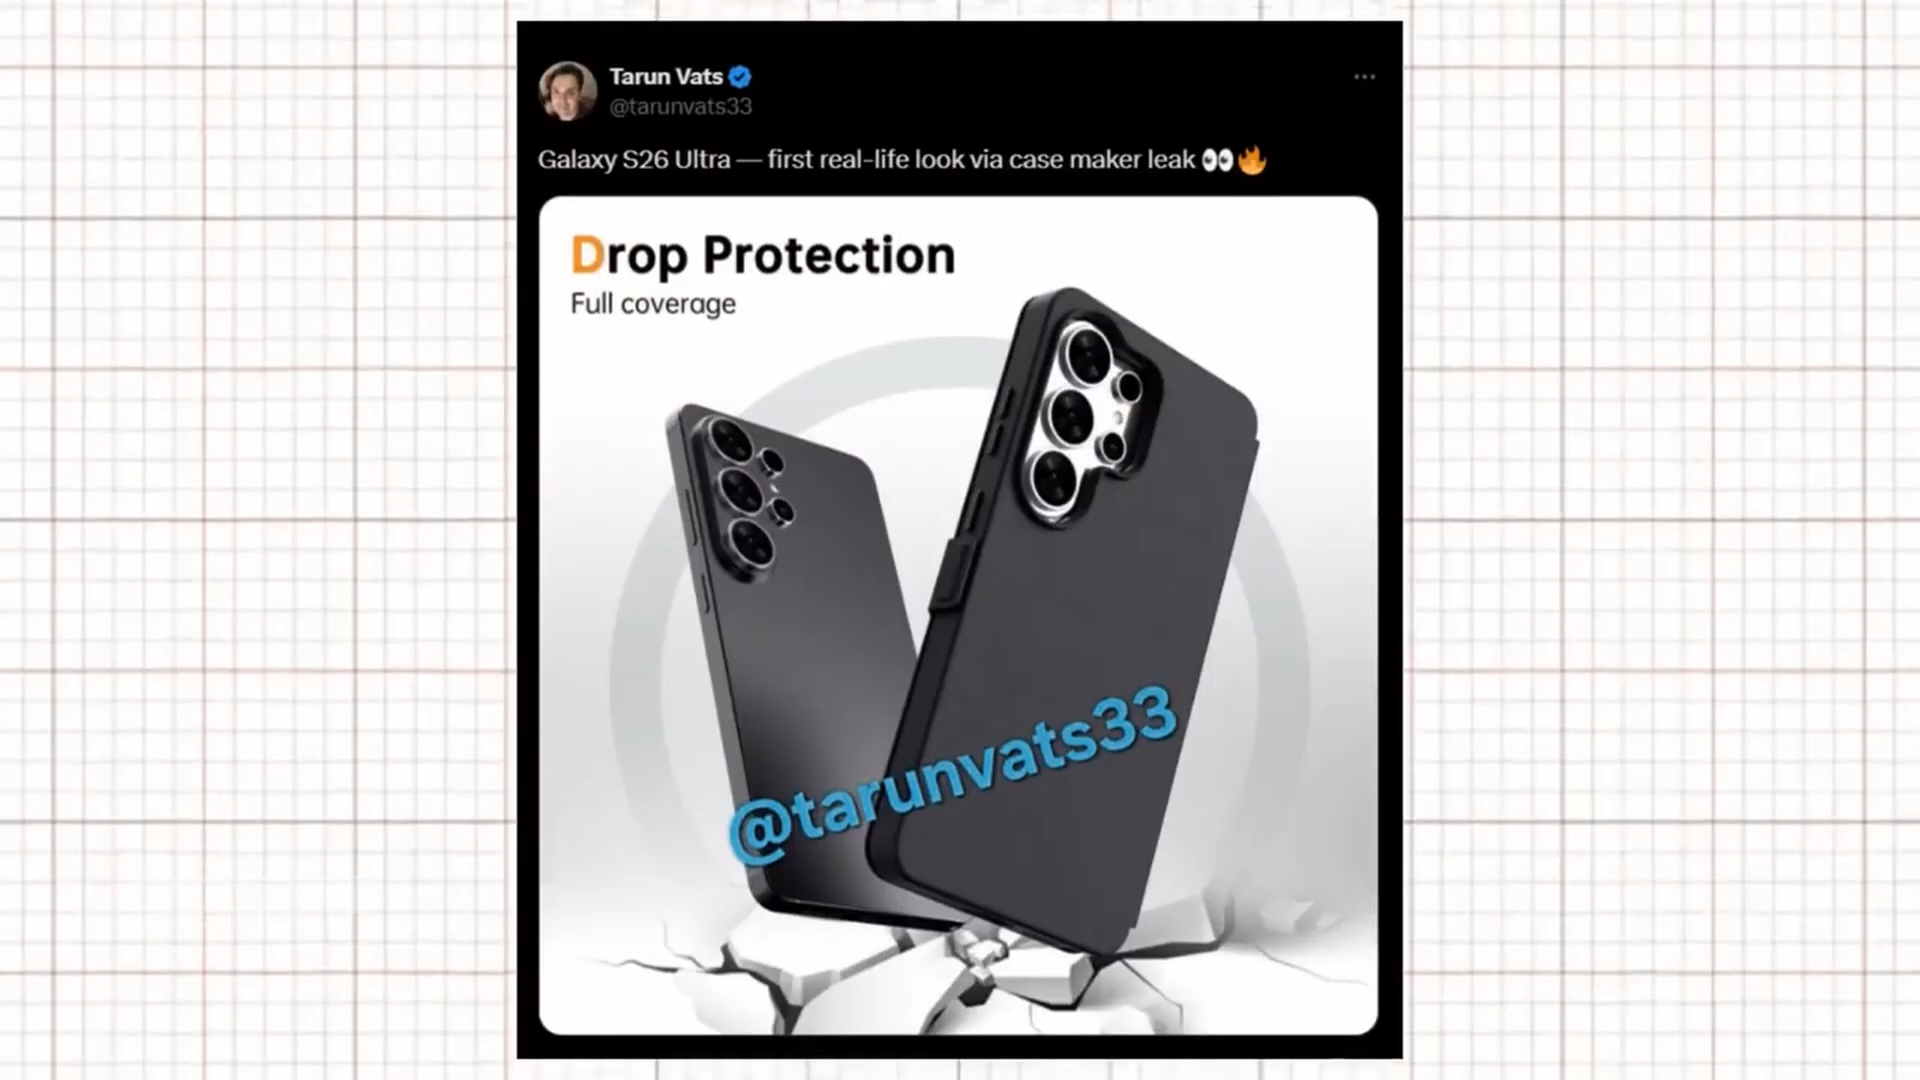 Tarun Vats
@tarunvats33
Galaxy S26 Ultra — first real-life look via case maker leak 👀🔥
Drop Protection
Full coverage
@tarunvats33